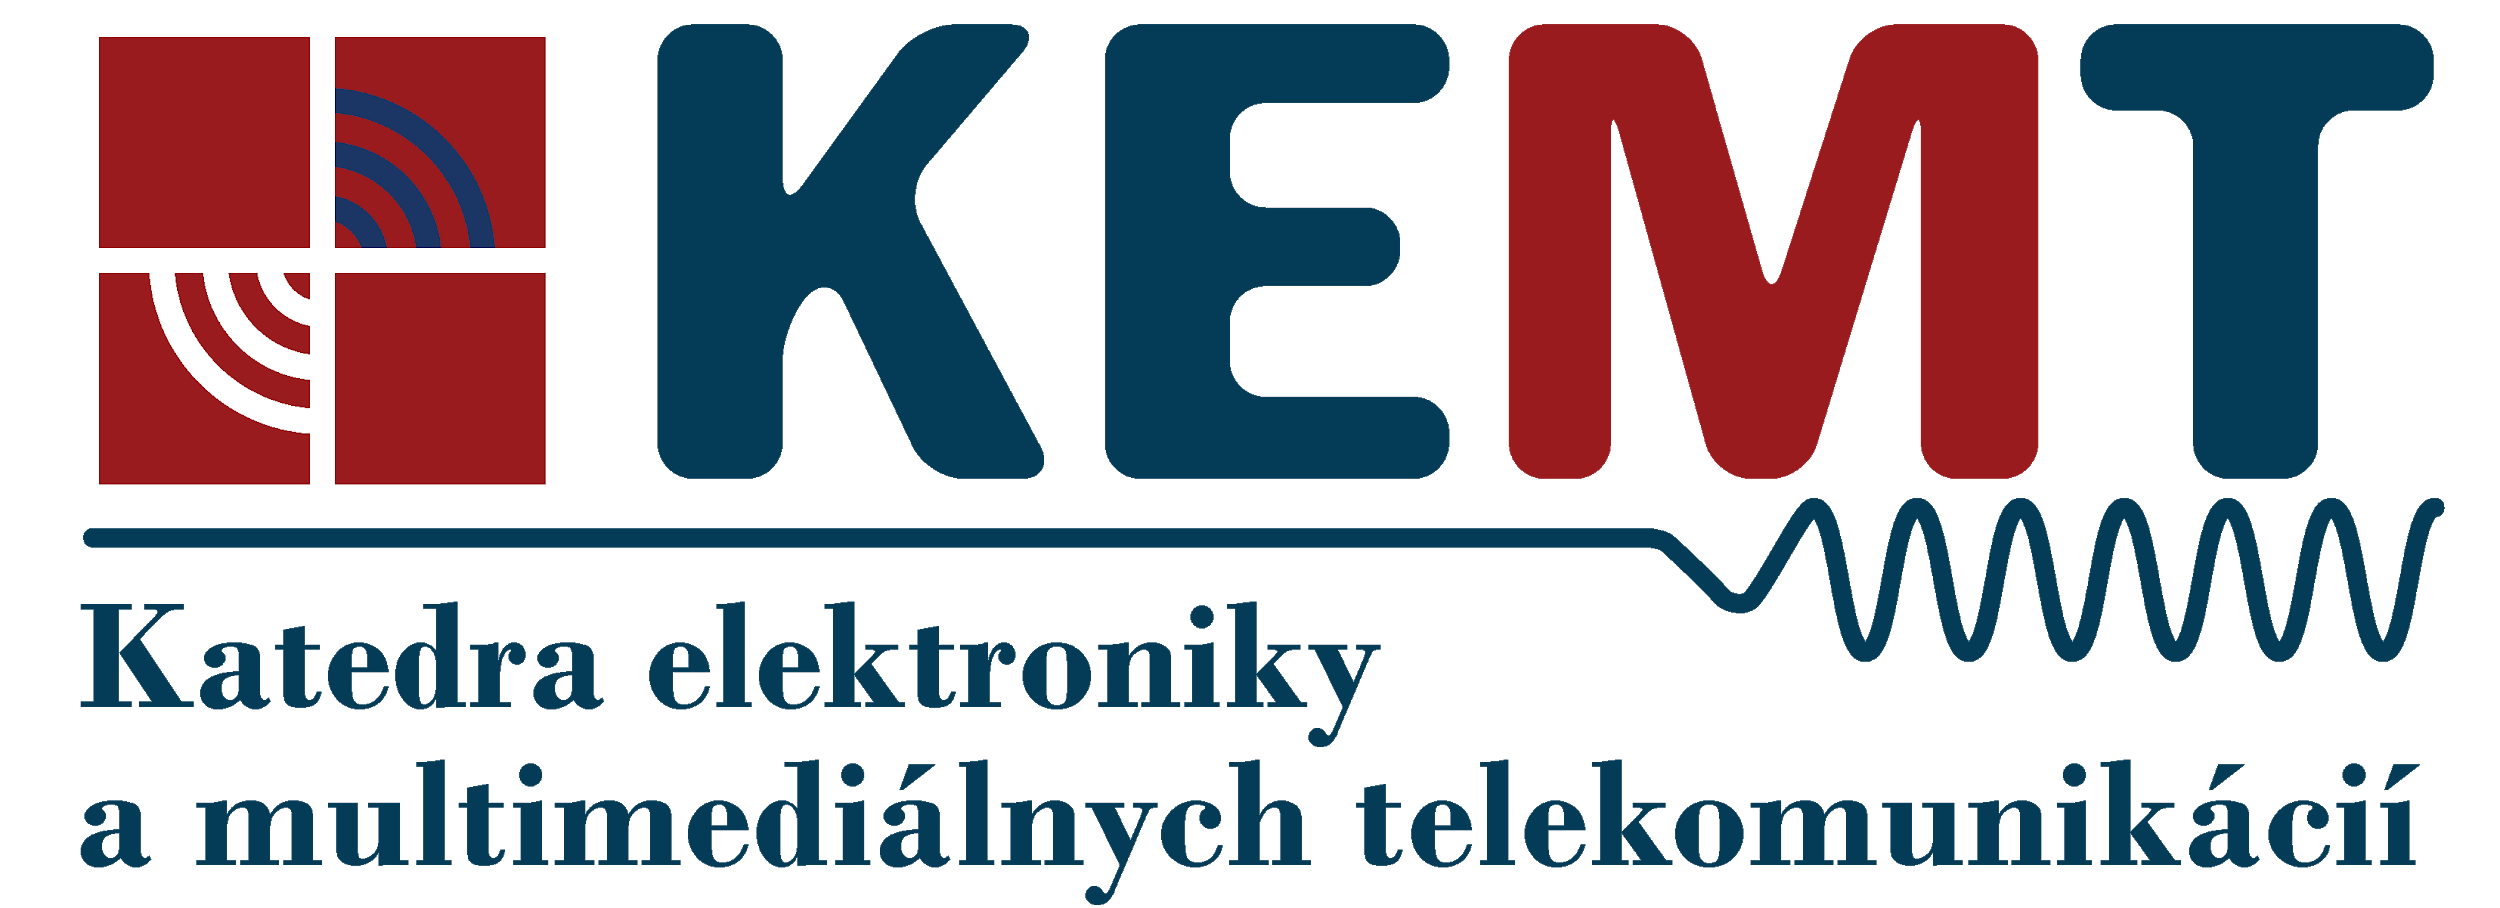 KEMT
Katedra elektroniky
a multimediálnych telekomunikácií